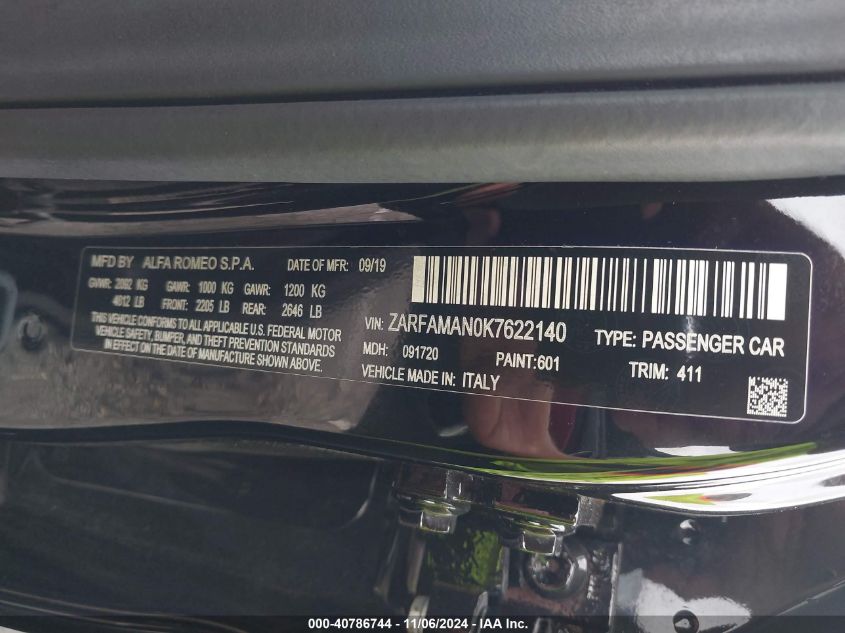 MFD BY ALFA ROMEO S.P.A. DATE OF MFR: 09/19
GVWR: 2082 KG GAWR: 1000 KG GAWR: 1200 KG
4612 LB FRONT: 2205 LB REAR: 2646 LB
THIS VEHICLE CONFORMS TO ALL APPLICABLE U.S. FEDERAL MOTOR
VEHICLE SAFETY, BUMPER, AND THEFT PREVENTION STANDARDS
IN EFFECT ON THE DATE OF MANUFACTURE SHOWN ABOVE.
VIN: ZARFAMAN0K7622140 TYPE: PASSENGER CAR
MDH: 091720 PAINT:601 TRIM: 411
VEHICLE MADE IN: ITALY
000-40786744 - 11/06/2024 - IAA Inc.